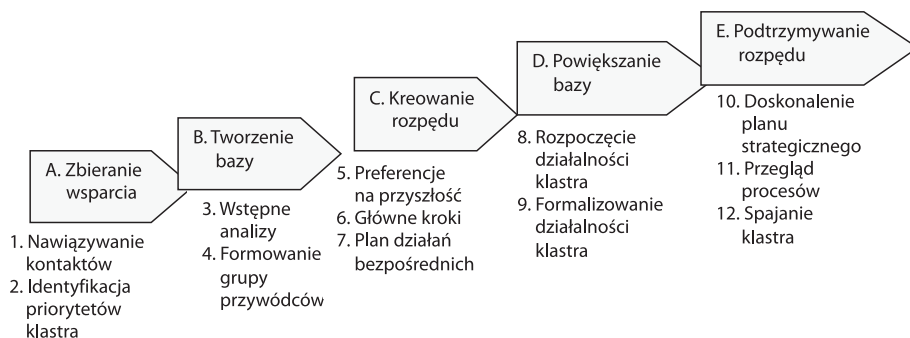 A. Zbieranie
wsparcia
1. Nawiązywanie
kontaktów
2. Identyfikacja
priorytetów
klastra
B. Tworzenie
bazy
3. Wstępne
analizy
4. Formowanie
grupy
przywódców
C. Kreowanie
rozpędu
5. Preferencje
na przyszłość
6. Główne kroki
7. Plan działań
bezpośrednich
D. Powiększanie
bazy
8. Rozpoczęcie
działalności
klastra
9. Formalizowanie
działalności
klastra
E. Podtrzymywanie
rozpędu
10. Doskonalenie
planu
strategicznego
11. Przegląd
procesów
12. Spajanie
klastra